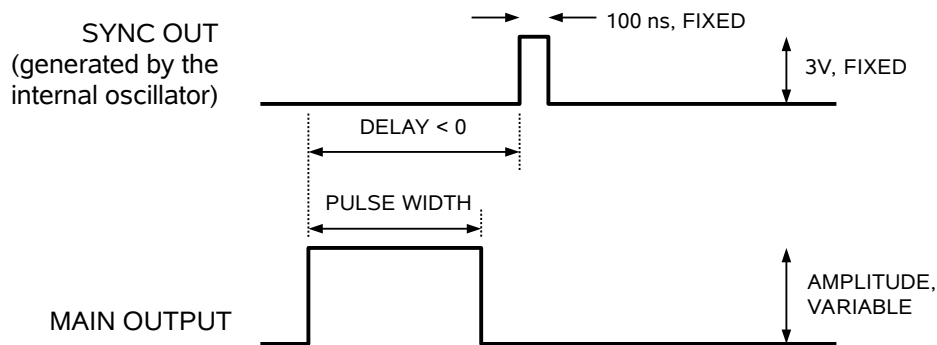 SYNC OUT
(generated by the
internal oscillator)
100 ns, FIXED
3V, FIXED
DELAY < 0
PULSE WIDTH
MAIN OUTPUT
AMPLITUDE,
VARIABLE